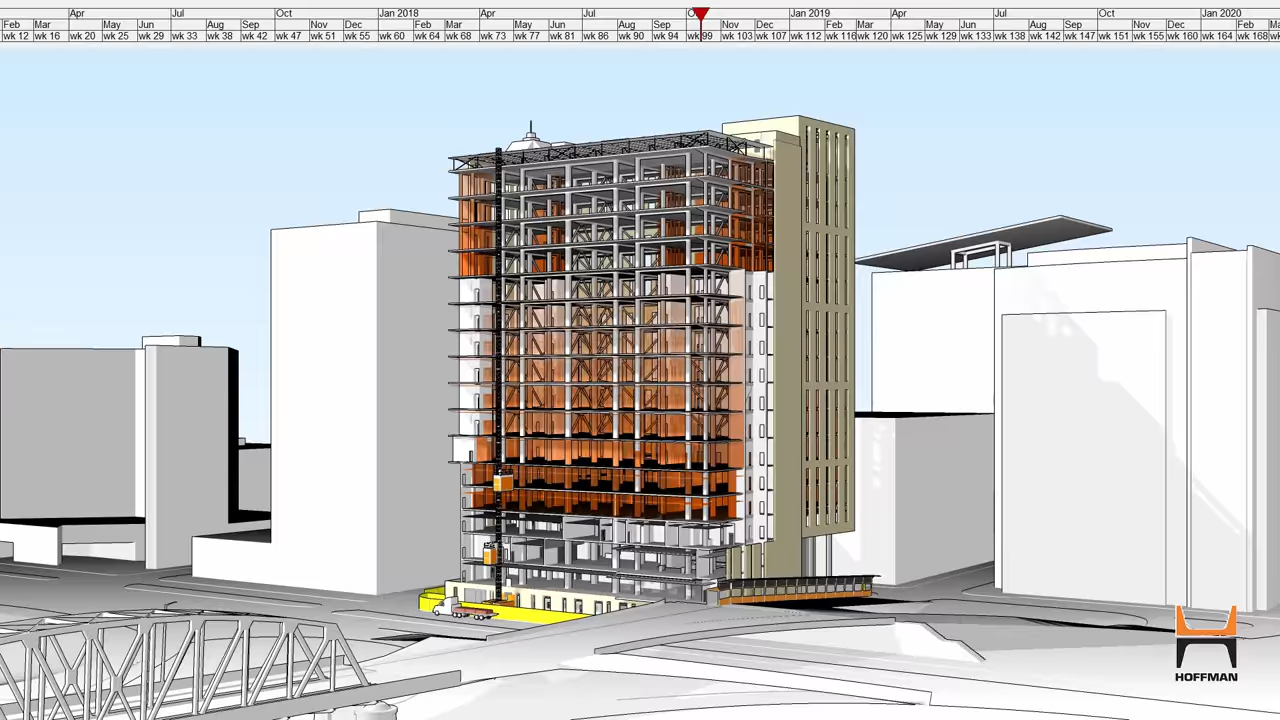 Apr Jul Oct Jan 2018 Apr Jul O Jan 2019 Apr Jul Oct Jan 2020
Feb Mar May Jun Aug Sep Nov Dec Feb Mar May Jun Aug Sep Nov Dec Feb Mar May Jun Aug Sep Nov Dec Feb Ma
wk 12 wk 16 wk 20 wk 25 wk 29 wk 33 wk 38 wk 42 wk 47 wk 51 wk 55 wk 60 wk 64 wk 68 wk 73 wk 77 wk 81 wk 86 wk 90 wk 94 wk 99 wk 103 wk 107 wk 112 wk 116 wk 120 wk 125 wk 129 wk 133 wk 138 wk 142 wk 147 wk 151 wk 155 wk 160 wk 164 wk 168 wk
HOFFMAN